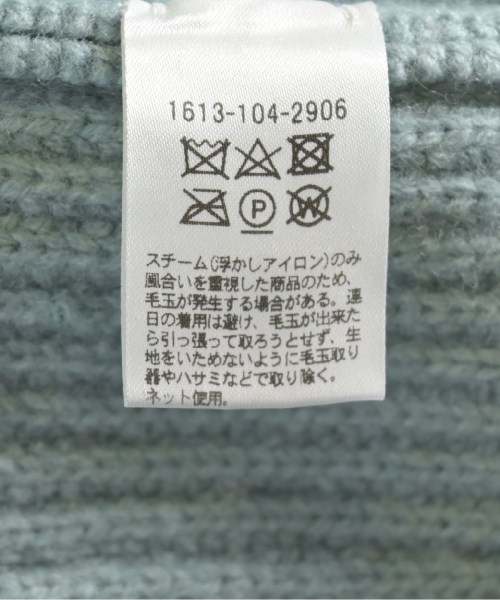 1613-104-2906
P
W
スチーム(浮かしアイロン)のみ
風合いを重視した商品のため、
毛玉が発生する場合がある。連
日の着用は避け、毛玉が出来た
ら引っ張って取ろうとせず、生
地をいためないように毛玉取り
器やハサミなどで取り除く。
ネット使用。